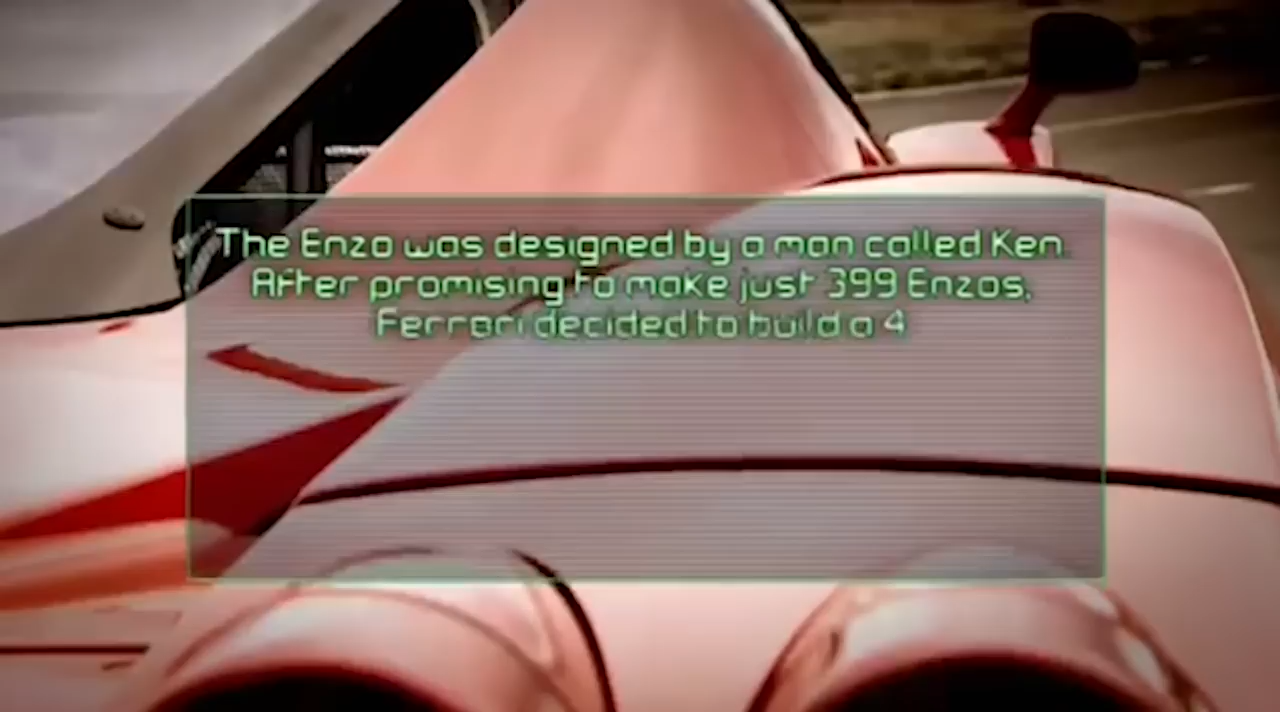 The Enzo was designed by a man called Ken.
After promising to make just 399 Enzos,
Ferrari decided to build a 4